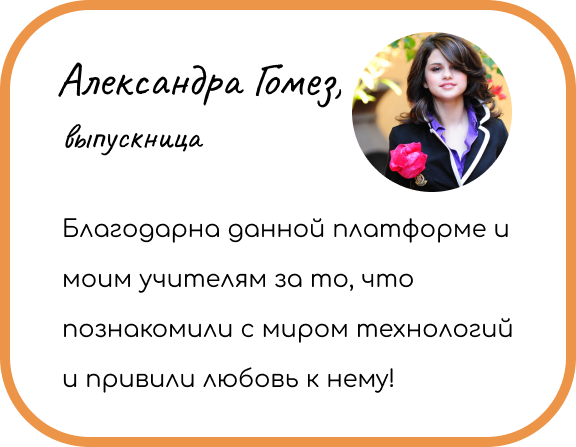 Александра Гомез,
выпускница
Благодарна данной платформе и
моим учителям за то, что
познакомили с миром технологий
и привили любовь к нему!